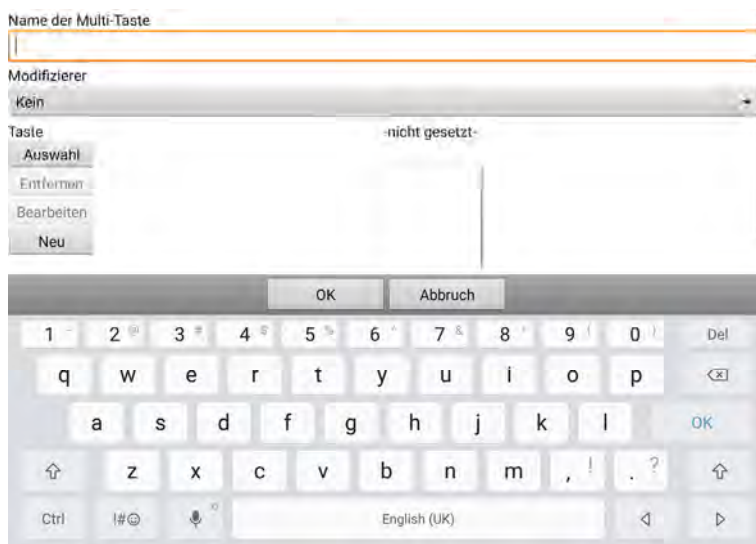 Name der Multi-Taste
Modifizierer
Kein
Taste -nicht gesetzt-
Auswahl
Entfernen
Bearbeiten
Neu
OK Abbruch
1 - 2 @ 3 # 4 $ 5 % 6 ^ 7 & 8 * 9 ( 0 ) Del
q w e r t y u i o p
a s d f g h j k l OK
z x c v b n m , ! . ?
Ctrl !#☺ English (UK)